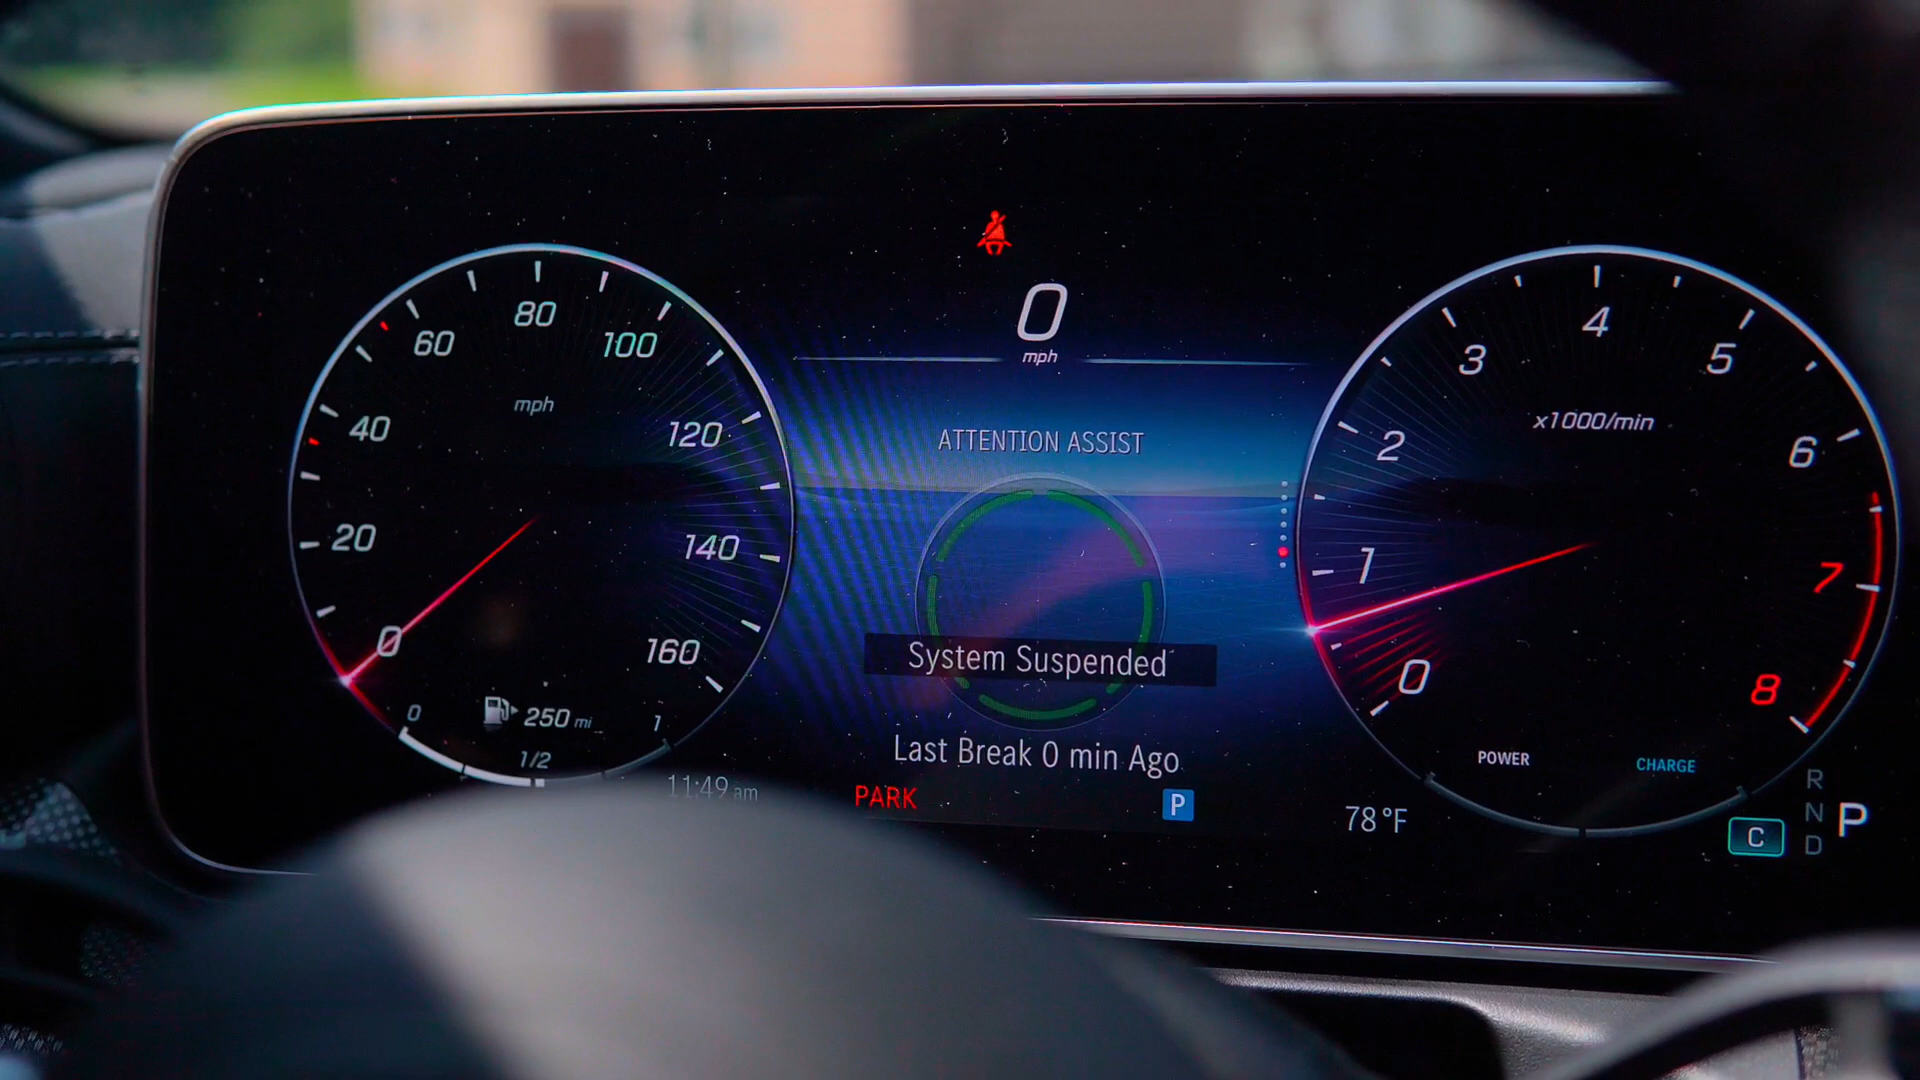 0
mph
20
40
60
80
100
120
140
160
0
mph
0
1/2
1
250 mi
11:49 am
ATTENTION ASSIST
System Suspended
Last Break 0 min Ago
PARK
P
78°F
0
1
2
3
4
5
6
7
8
x1000/min
POWER
CHARGE
C
R
N
D
P